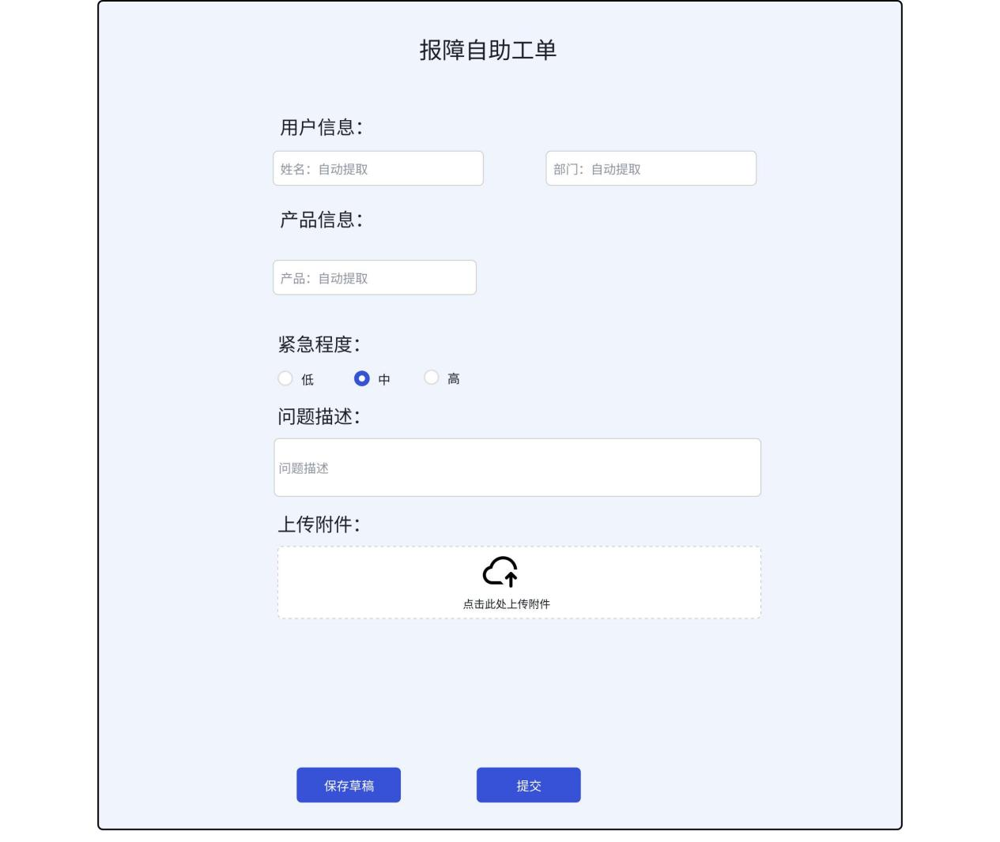 报障自助工单
用户信息：
姓名：自动提取
部门：自动提取
产品信息：
产品：自动提取
紧急程度：
低 中 高
问题描述：
问题描述
上传附件：
点击此处上传附件
保存草稿
提交